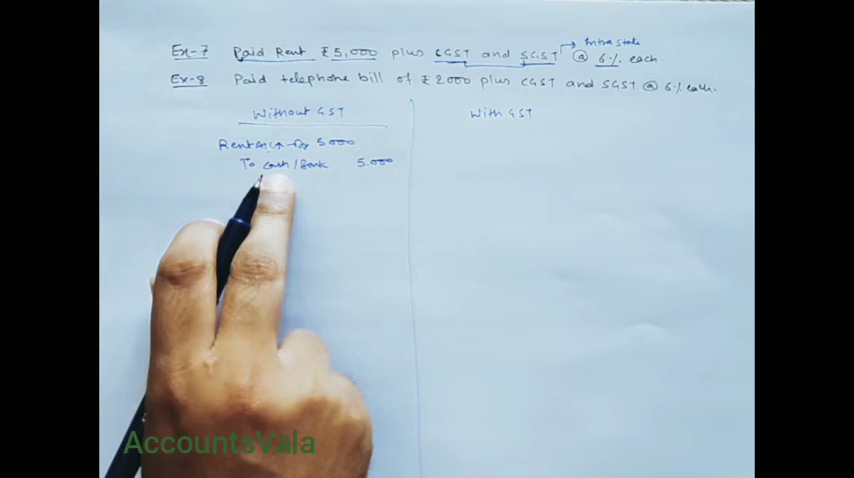 Intra State
Ex-7 Paid Rent ₹5,000 plus CGST and SGST @ 6% each.
Ex-8 Paid telephone bill of ₹2000 plus CGST and SGST @ 6% each.
Without GST
With GST
Rent A/c Dr 5000
To Cash/Bank 5.000
AccountsVala